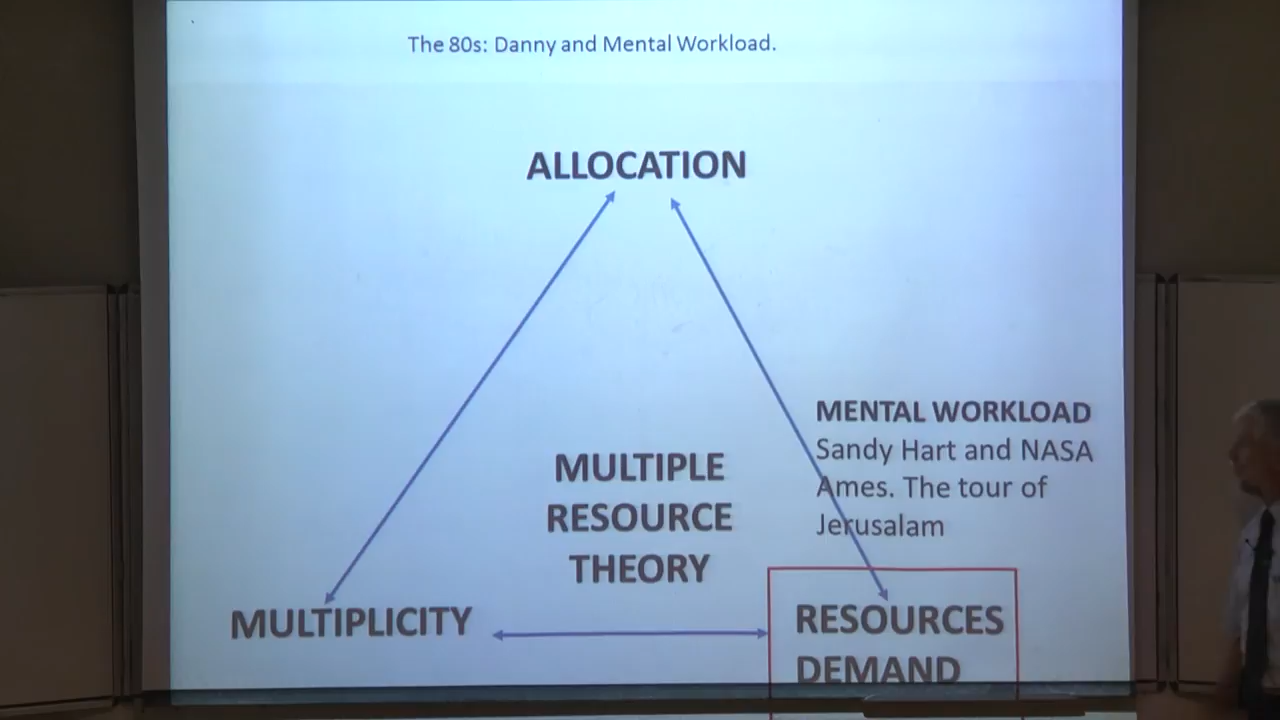 The 80s: Danny and Mental Workload.
ALLOCATION
MENTAL WORKLOAD
Sandy Hart and NASA
Ames. The tour of
Jerusalam
MULTIPLE
RESOURCE
THEORY
MULTIPLICITY
RESOURCES
DEMAND